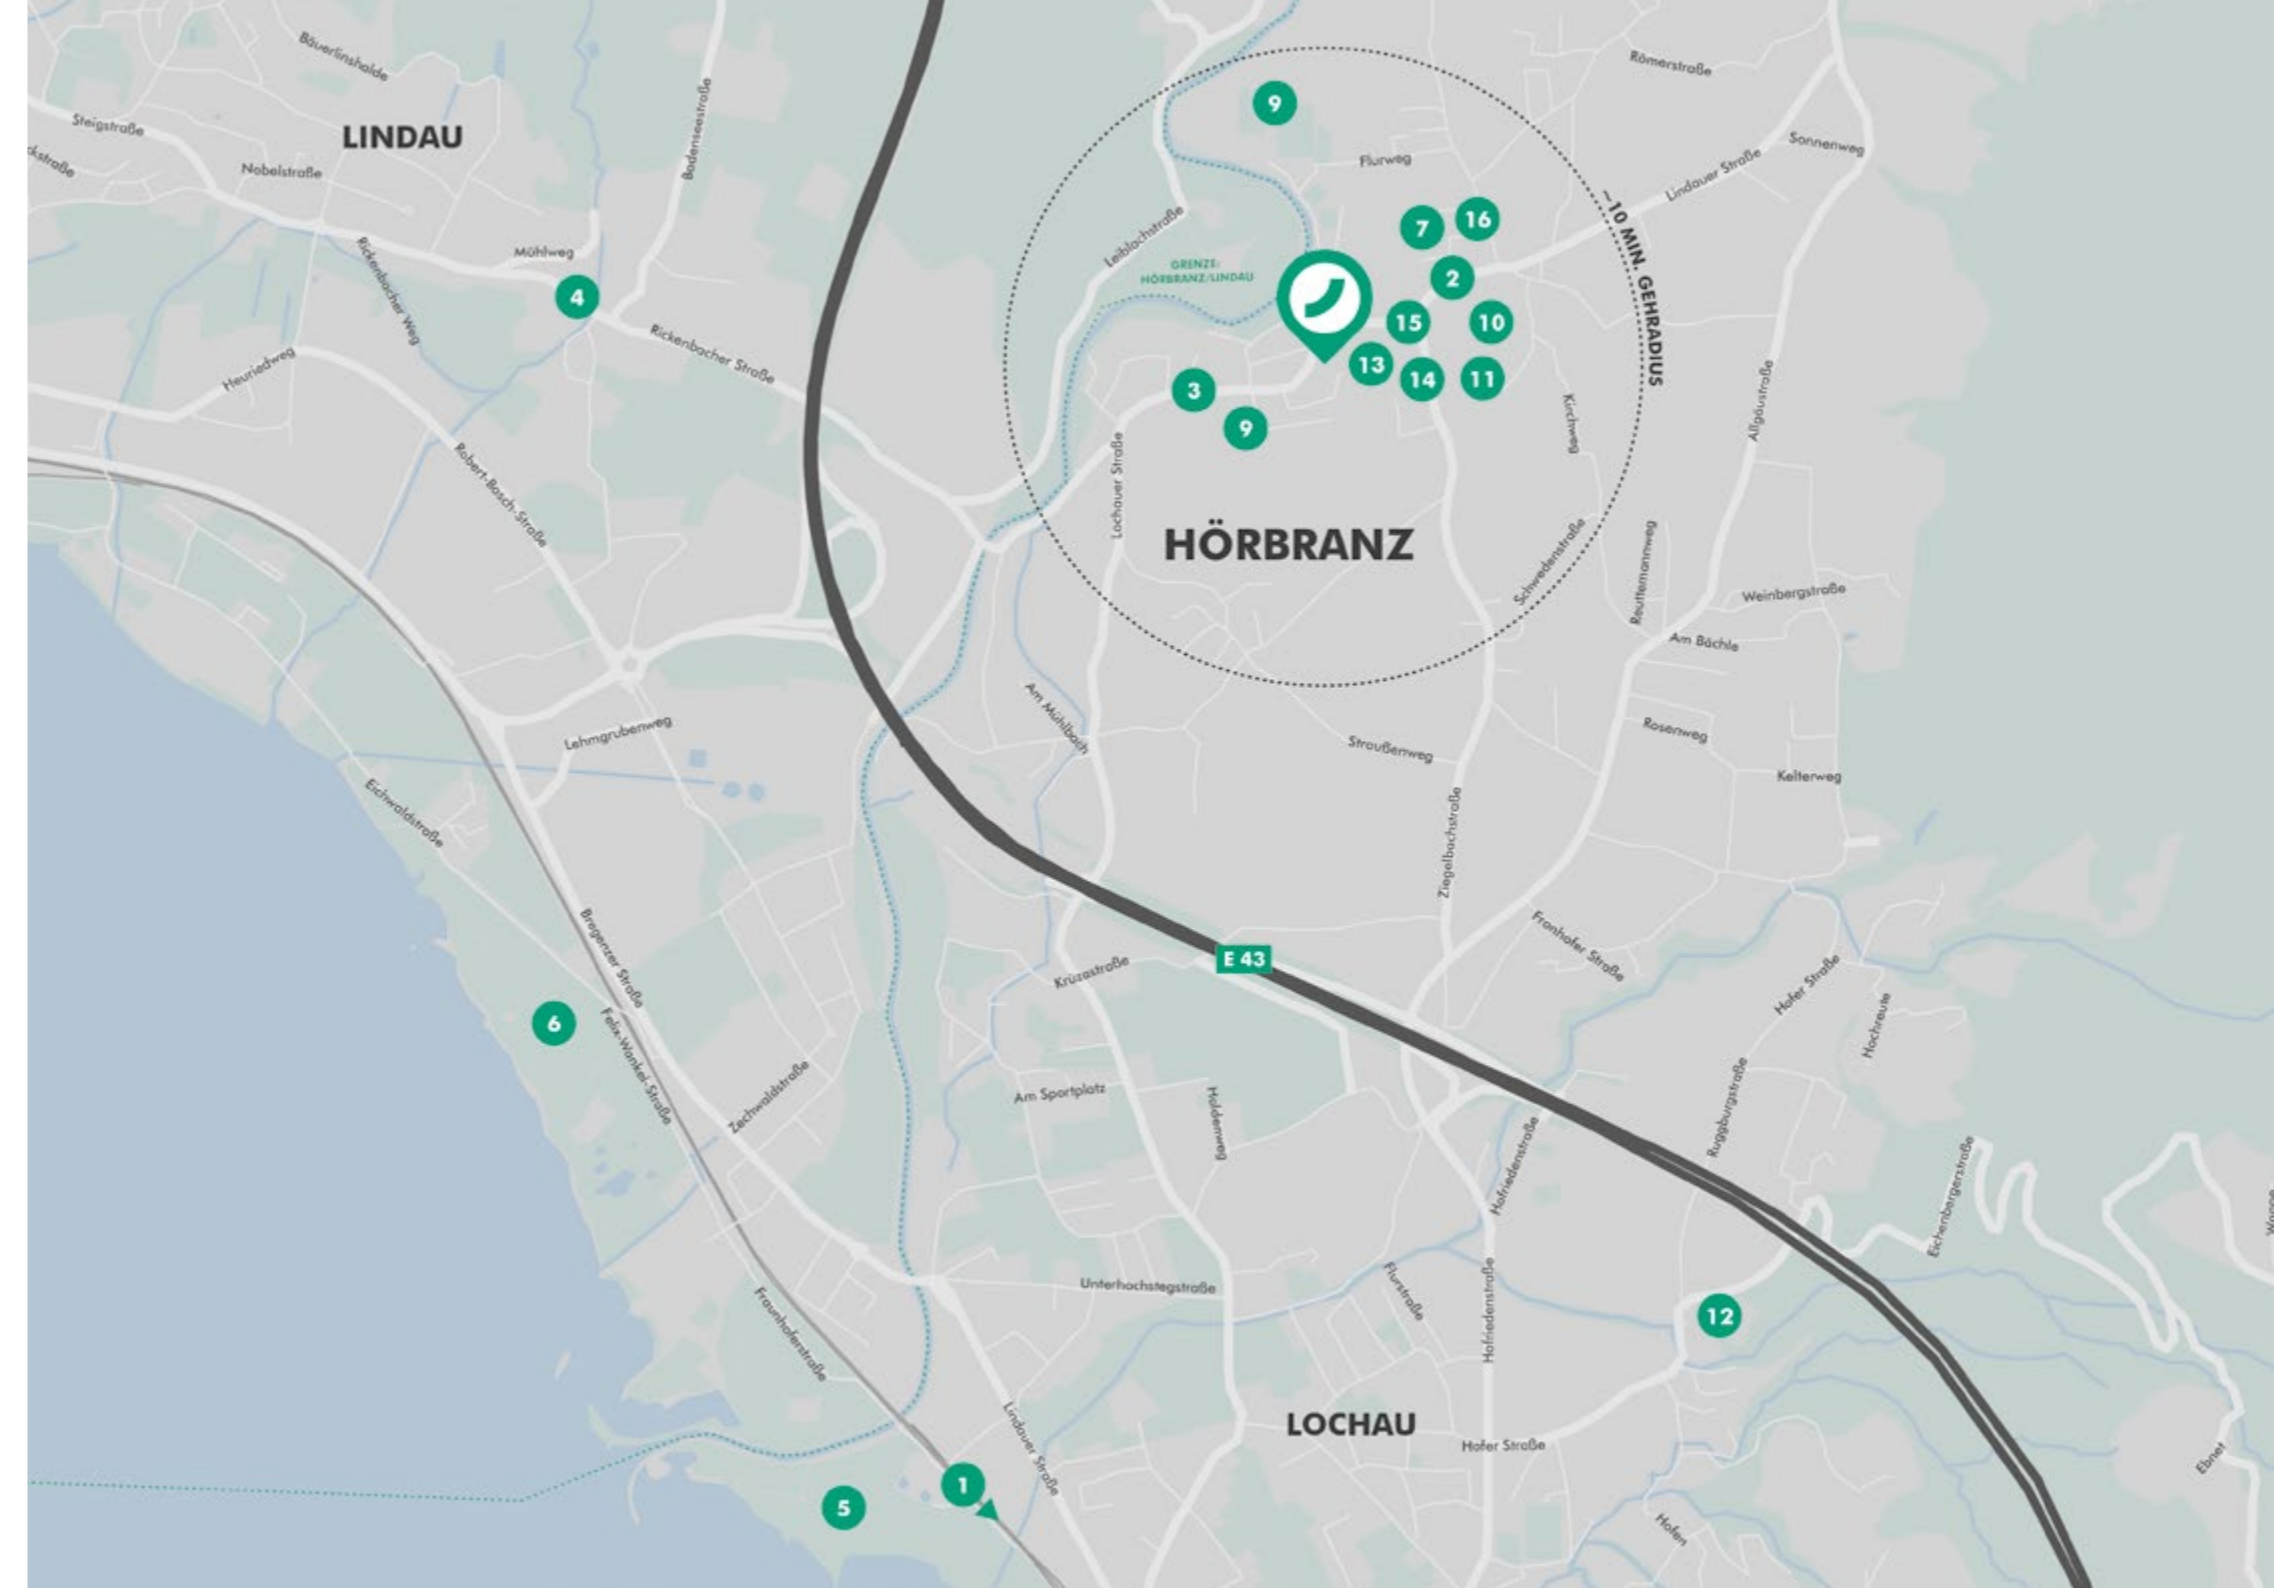 Bäuerlinshalde
Römerstraße
Bodenseestraße
9
Steigstraße
LINDAU
Sonnenweg
Flurweg
Lindauer Straße
Nobelstraße
~10 MIN. GEHRADIUS
Leiblachstraße
7
16
Mühlweg
Rickenbacher Weg
GRENZE:
HÖRBRANZ/LINDAU
2
4
15
10
Rickenbacher Straße
Heuriedweg
13
14
11
3
9
Kirchweg
Allgäustraße
Lochauer Straße
Robert-Bosch-Straße
HÖRBRANZ
Schwedenstraße
Reuttemannweg
Weinbergstraße
Am Bächle
Am Mühlbach
Lehmgrubenweg
Straußenweg
Rosenweg
Kelterweg
Eichwaldstraße
Ziegelbachstraße
Bregenzer Straße
E 43
Krüzastraße
Fronhofer Straße
Hofer Straße
Hochreute
6
Felix-Wankel-Straße
Zechwaldstraße
Am Sportplatz
Haldenweg
Ruggburgstraße
Hofriedenstraße
Eichenbergerstraße
Unterhochstegstraße
Flurstraße
Hofriedenstraße
Fraunhoferstraße
12
LOCHAU
Lindauer Straße
Hofer Straße
Ebnet
1
5
Hofen